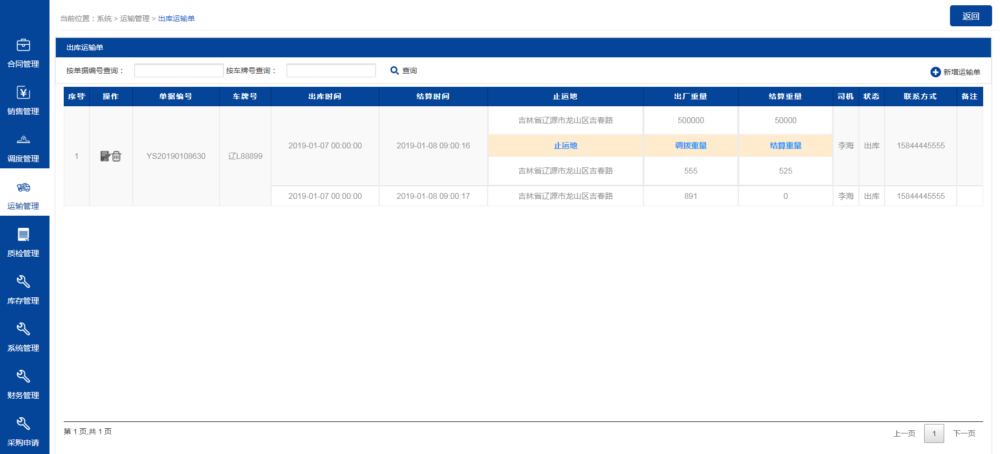 当前位置：系统 > 运输管理 > 出库运输单
返回
合同管理
销售管理
调度管理
运输管理
质检管理
库存管理
系统管理
财务管理
采购申请
出库运输单
按单据编号查询： 按车牌号查询： 查询 新增运输单
序号 操作 单据编号 车牌号 出库时间 结算时间 止运地 出厂重量 结算重量 司机 状态 联系方式 备注
吉林省辽源市龙山区吉春路 500000 50000
1 YS20190108630 辽L88899 2019-01-07 00:00:00 2019-01-08 09:00:16 止运地 调拨重量 结算重量 李海 出库 15844445555
吉林省辽源市龙山区吉春路 555 525
2019-01-07 00:00:00 2019-01-08 09:00:17 吉林省辽源市龙山区吉春路 891 0 李海 出库 15844445555
第 1 页,共 1 页
上一页 1 下一页